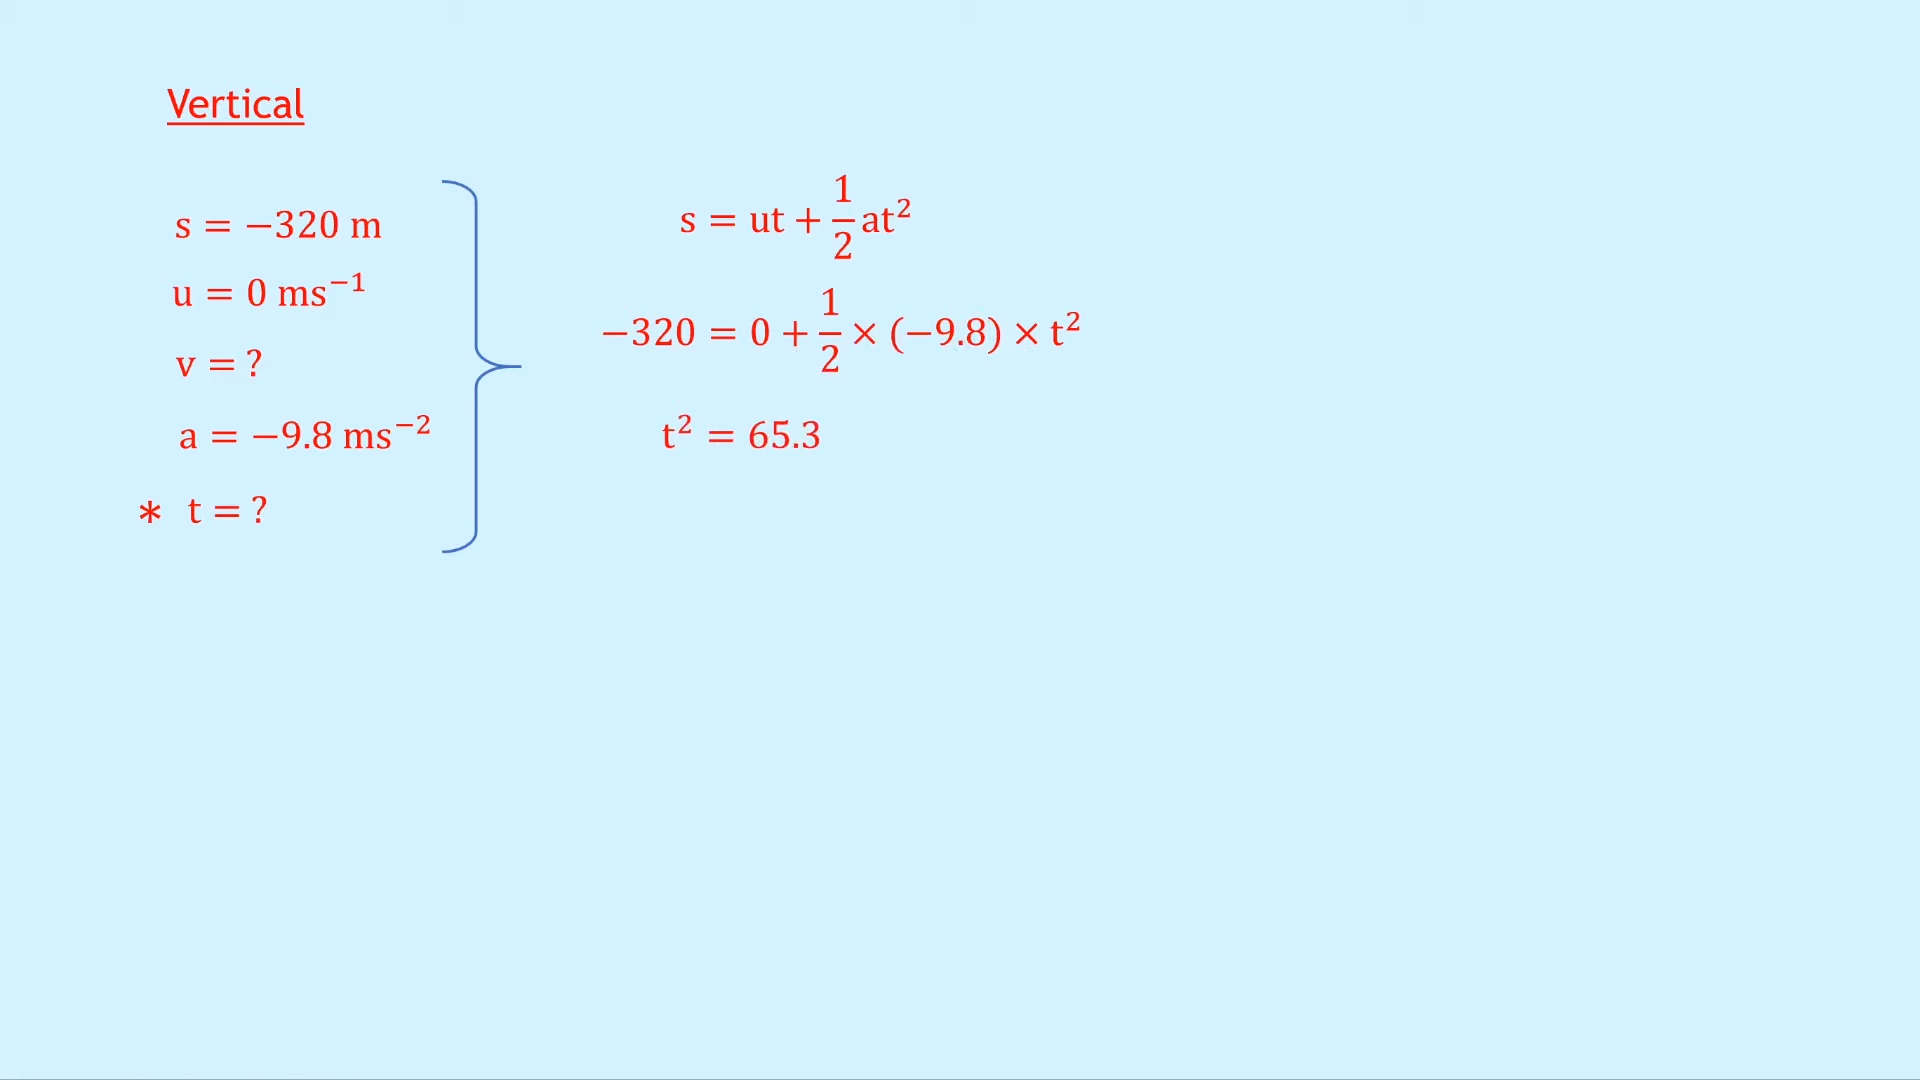 Vertical
s = −320 m
u = 0 ms⁻¹
v = ?
a = −9.8 ms⁻²
* t = ?
s = ut + 1/2 at²
−320 = 0 + 1/2 × (−9.8) × t²
t² = 65.3